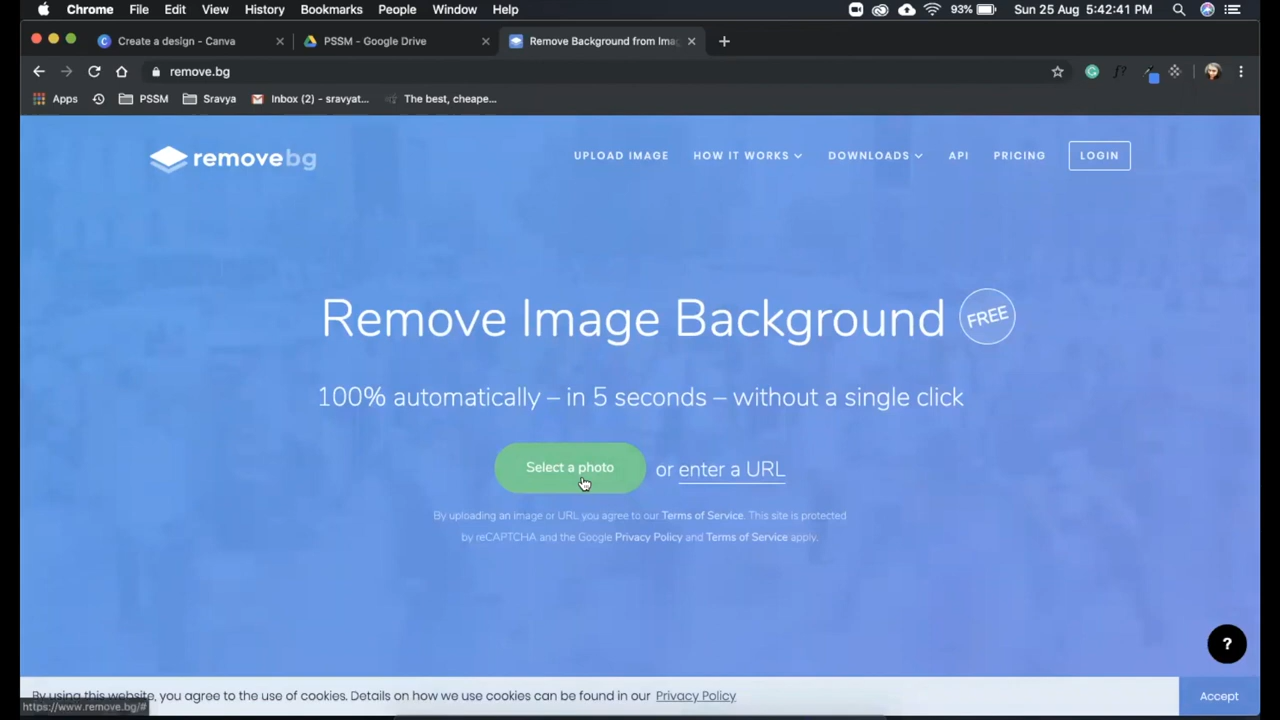 Chrome File Edit View History Bookmarks People Window Help 93% Sun 25 Aug 5:42:41 PM
Create a design - Canva PSSM - Google Drive Remove Background from Ima
remove.bg
Apps PSSM Sravya Inbox (2) - sravyat... The best, cheape...
removebg UPLOAD IMAGE HOW IT WORKS DOWNLOADS API PRICING LOGIN
Remove Image Background FREE
100% automatically – in 5 seconds – without a single click
Select a photo or enter a URL
By uploading an image or URL you agree to our Terms of Service. This site is protected
by reCAPTCHA and the Google Privacy Policy and Terms of Service apply.
?
By using this website, you agree to the use of cookies. Details on how we use cookies can be found in our Privacy Policy Accept
https://www.remove.bg/#